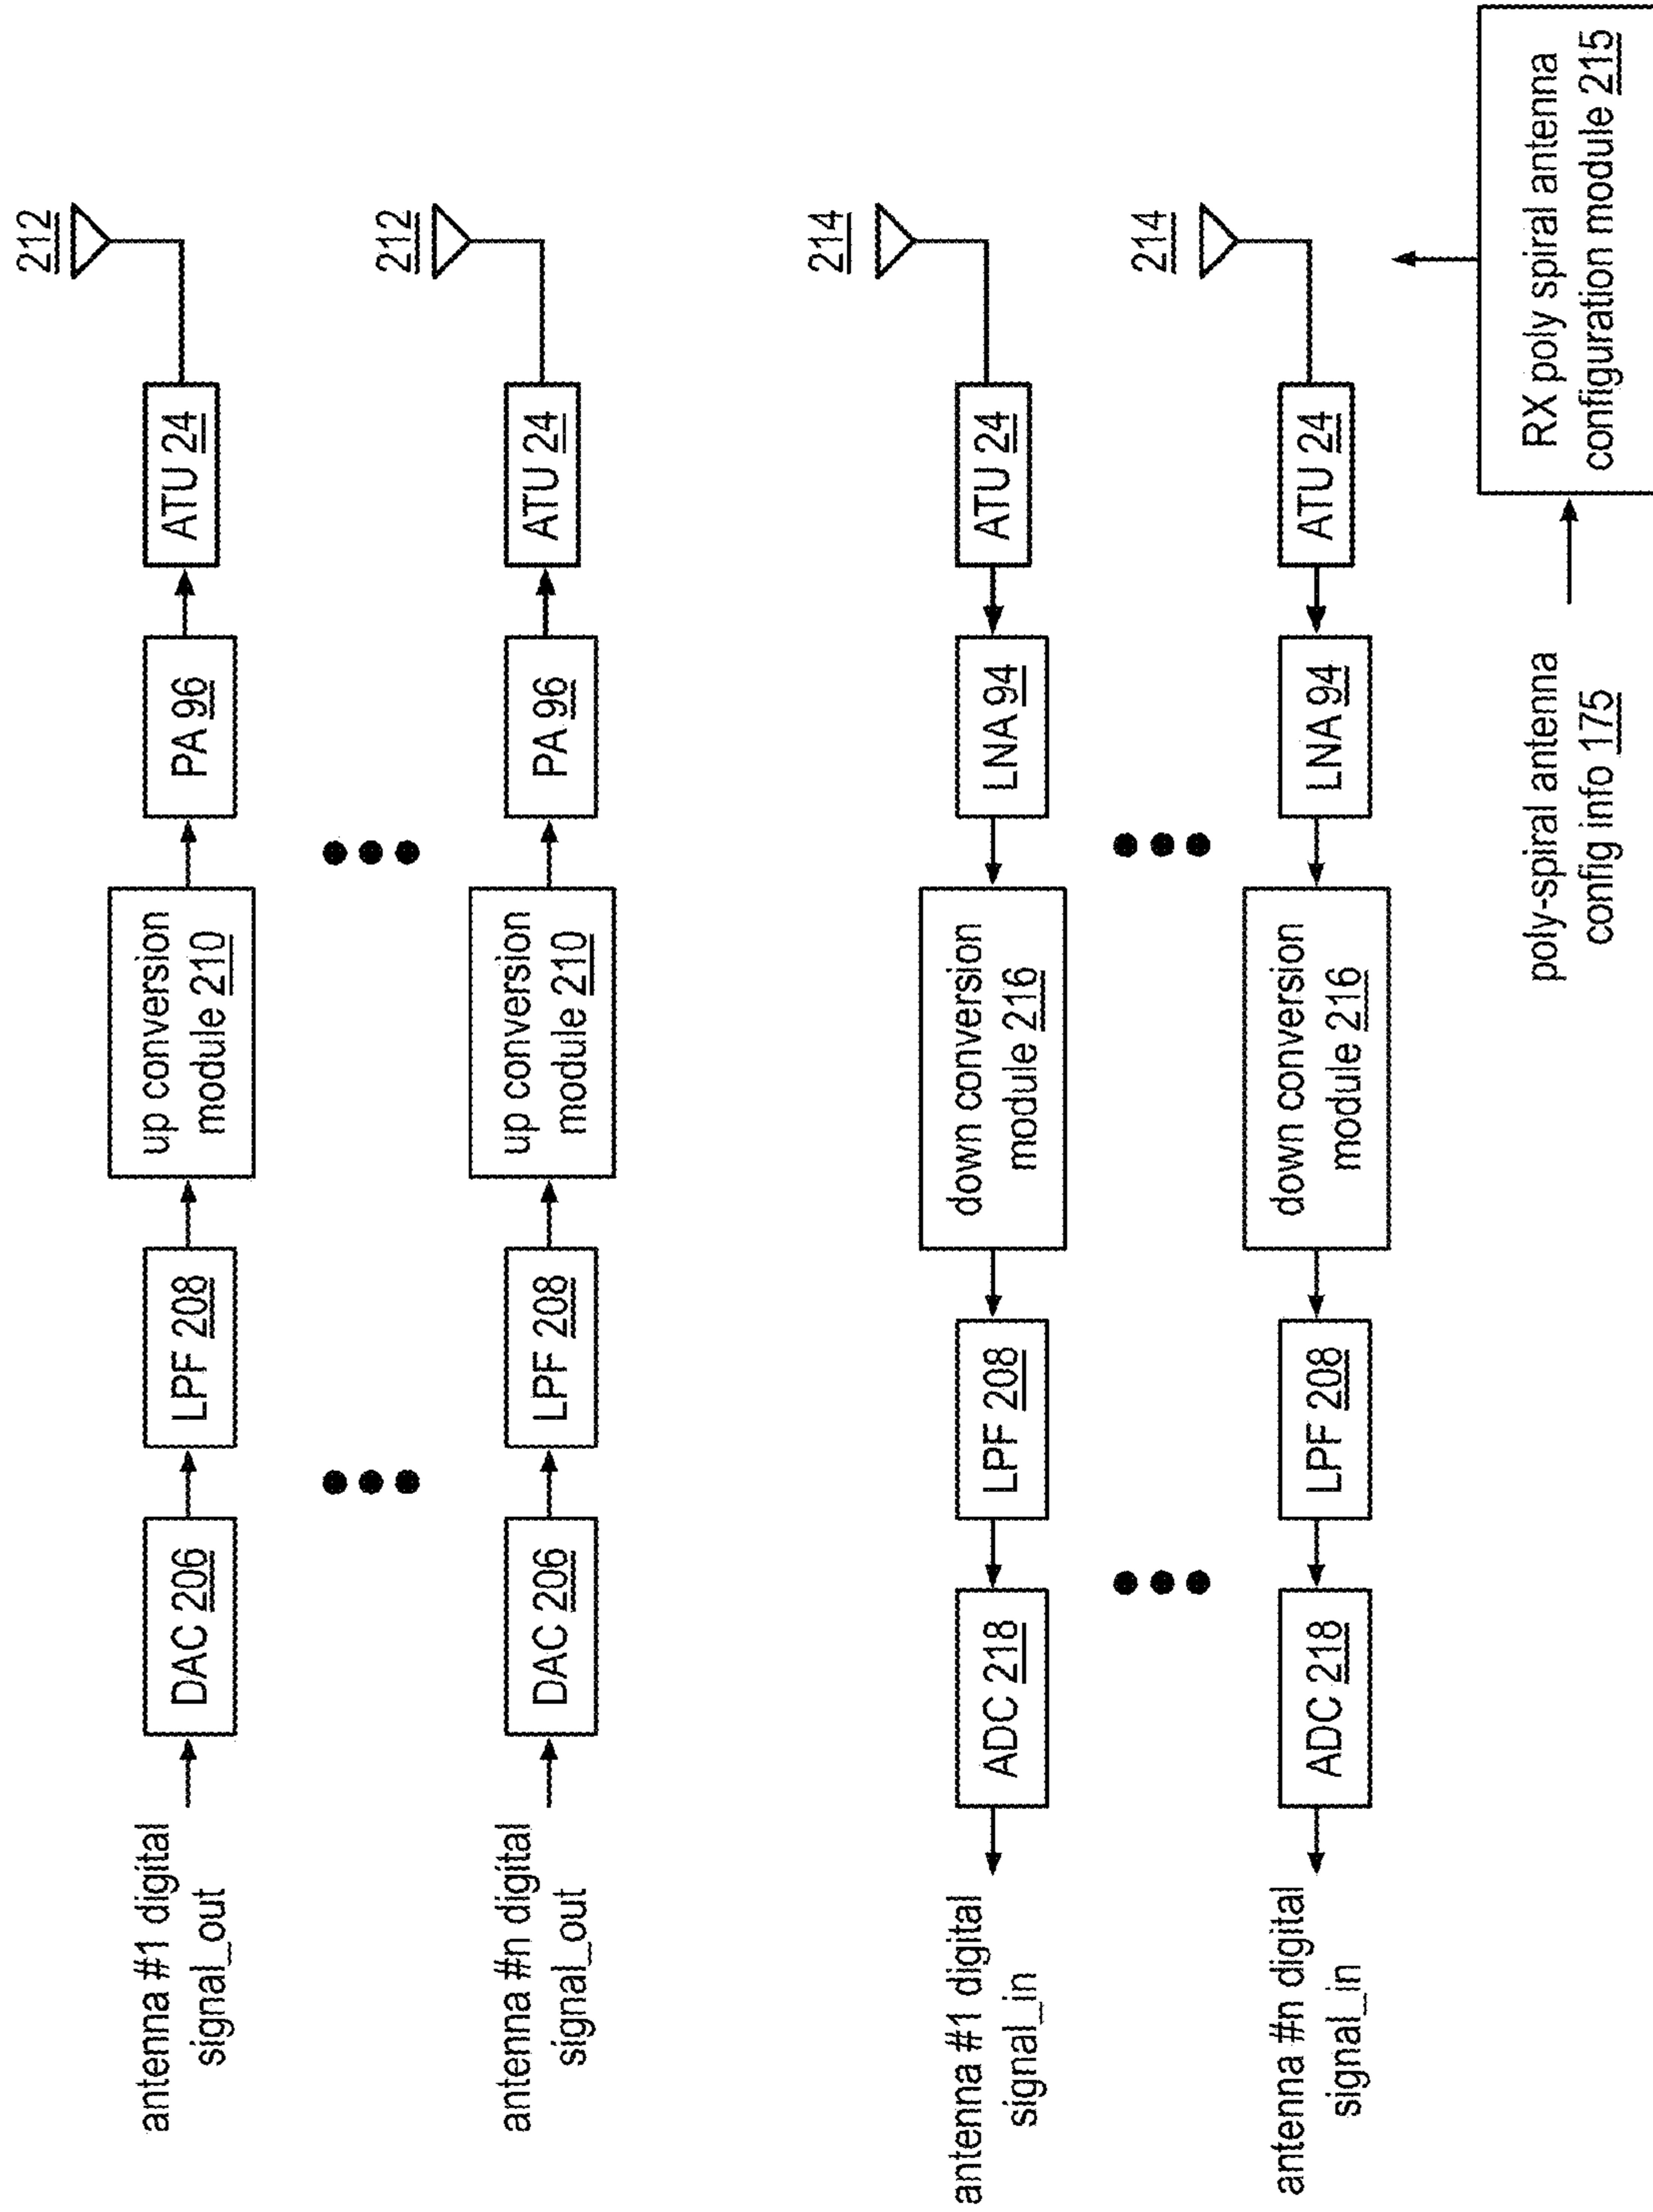 antenna #1 digital
signal_out
DAC 206
LPF 208
up conversion
module 210
PA 96
ATU 24
212
antenna #n digital
signal_out
DAC 206
LPF 208
up conversion
module 210
PA 96
ATU 24
212
antenna #1 digital
signal_in
ADC 218
LPF 208
down conversion
module 216
LNA 94
ATU 24
214
antenna #n digital
signal_in
ADC 218
LPF 208
down conversion
module 216
LNA 94
ATU 24
214
poly-spiral antenna
config info 175
RX poly spiral antenna
configuration module 215